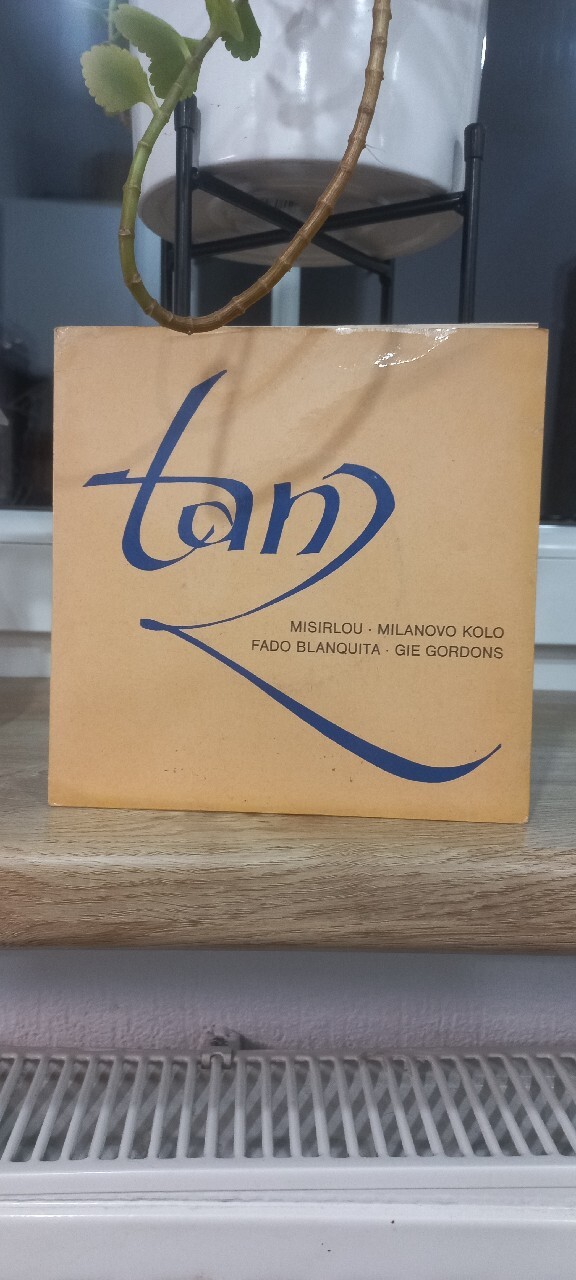 tanz
MISIRLOU · MILANOVO KOLO
FADO BLANQUITA · GIE GORDONS